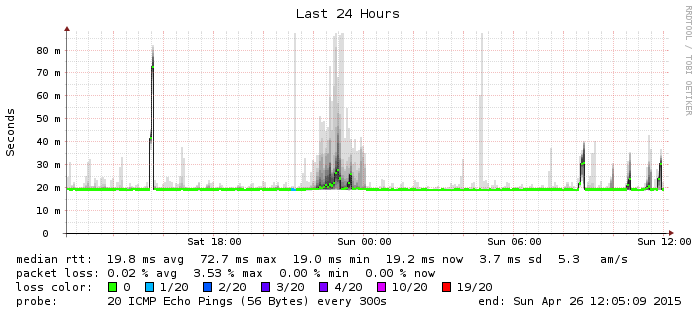 Last 24 Hours
RRDTOOL / TOBI OETIKER
Seconds
80 m
70 m
60 m
50 m
40 m
30 m
20 m
10 m
0
Sat 18:00 Sun 00:00 Sun 06:00 Sun 12:00
median rtt: 19.8 ms avg 72.7 ms max 19.0 ms min 19.2 ms now 3.7 ms sd 5.3 am/s
packet loss: 0.02 % avg 3.53 % max 0.00 % min 0.00 % now
loss color: 0 1/20 2/20 3/20 4/20 10/20 19/20
probe: 20 ICMP Echo Pings (56 Bytes) every 300s end: Sun Apr 26 12:05:09 2015